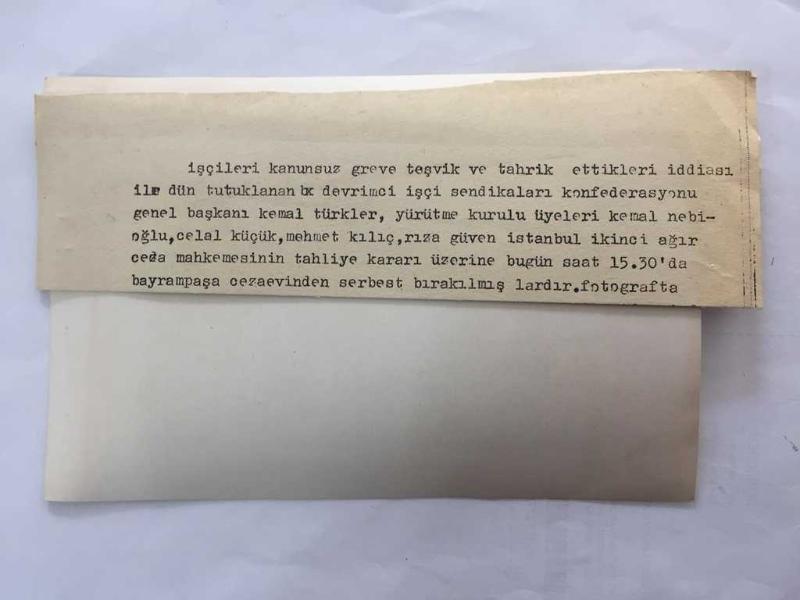 işçileri kanunsuz greve teşvik ve tahrik ettikleri iddiası
ile dün tutuklanan devrimci işçi sendikaları konfederasyonu
genel başkanı kemal türkler, yürütme kurulu üyeleri kemal nebi-
oğlu,celal küçük,mehmet kılıç,rıza güven istanbul ikinci ağır
ceza mahkemesinin tahliye kararı üzerine bugün saat 15.30'da
bayrampaşa cezaevinden serbest bırakılmış lardır.fotografta